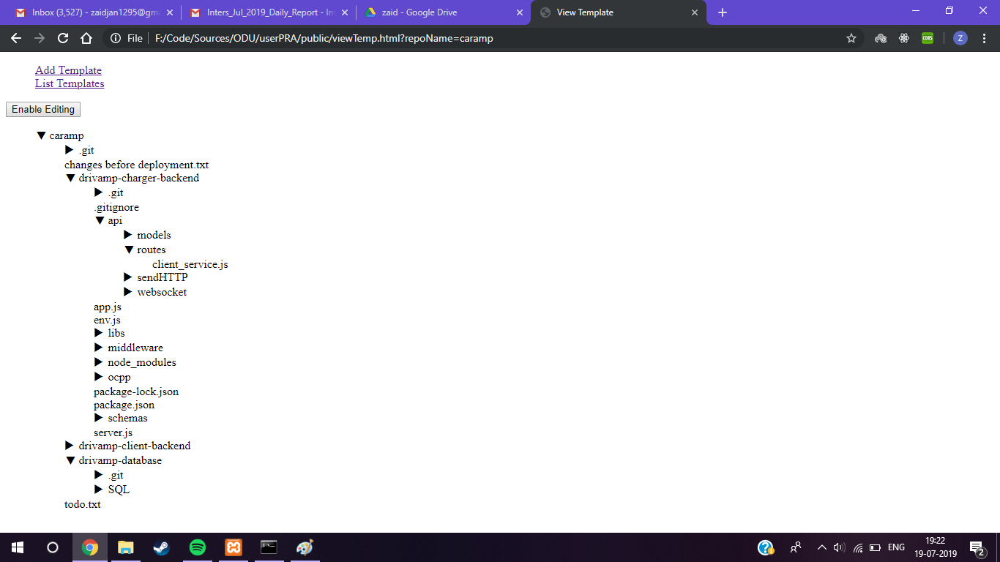 Inbox (3,527) - zaidjan1295@gma
Inters_Jul_2019_Daily_Report - In
zaid - Google Drive
View Template
File
F:/Code/Sources/ODU/userPRA/public/viewTemp.html?repoName=caramp
CORS
Z
Add Template
List Templates
Enable Editing
caramp
.git
changes before deployment.txt
drivamp-charger-backend
.git
.gitignore
api
models
routes
client_service.js
sendHTTP
websocket
app.js
env.js
libs
middleware
node_modules
ocpp
package-lock.json
package.json
schemas
server.js
drivamp-client-backend
drivamp-database
.git
SQL
todo.txt
ENG
19:22
19-07-2019
2